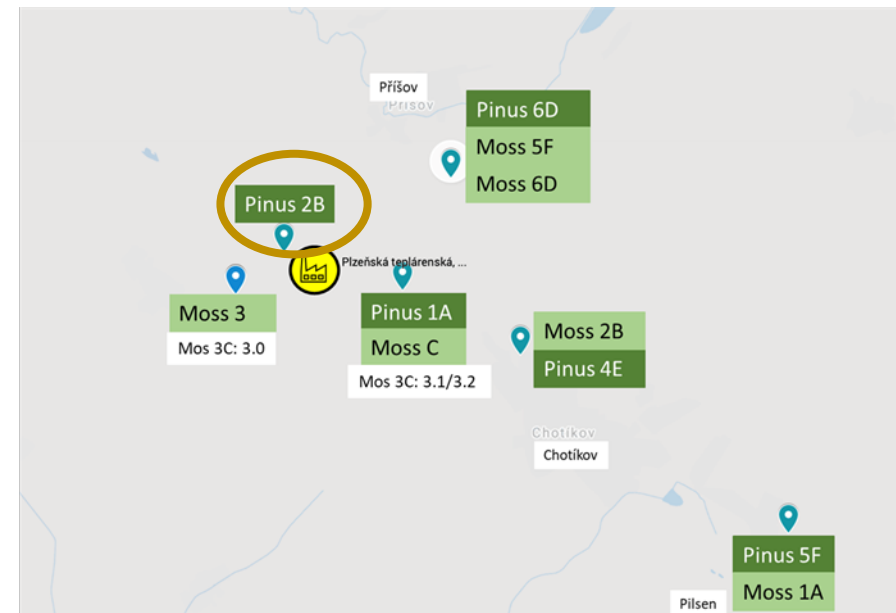 Příšov
Příšov
Pinus 6D
Moss 5F
Moss 6D
Pinus 2B
Plzeňská teplárenská, ...
Moss 3
Mos 3C: 3.0
Pinus 1A
Moss C
Mos 3C: 3.1/3.2
Moss 2B
Pinus 4E
Chotíkov
Chotíkov
Pinus 5F
Moss 1A
Pilsen